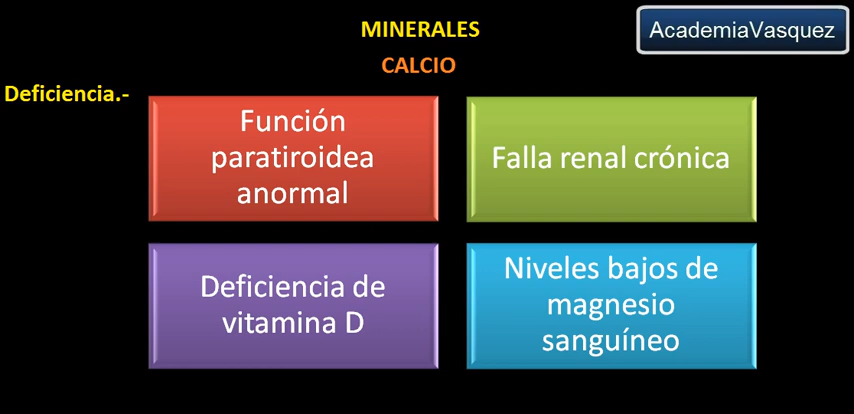 MINERALES
AcademiaVasquez
CALCIO
Deficiencia.-
Función
paratiroidea
anormal
Falla renal crónica
Deficiencia de
vitamina D
Niveles bajos de
magnesio
sanguíneo